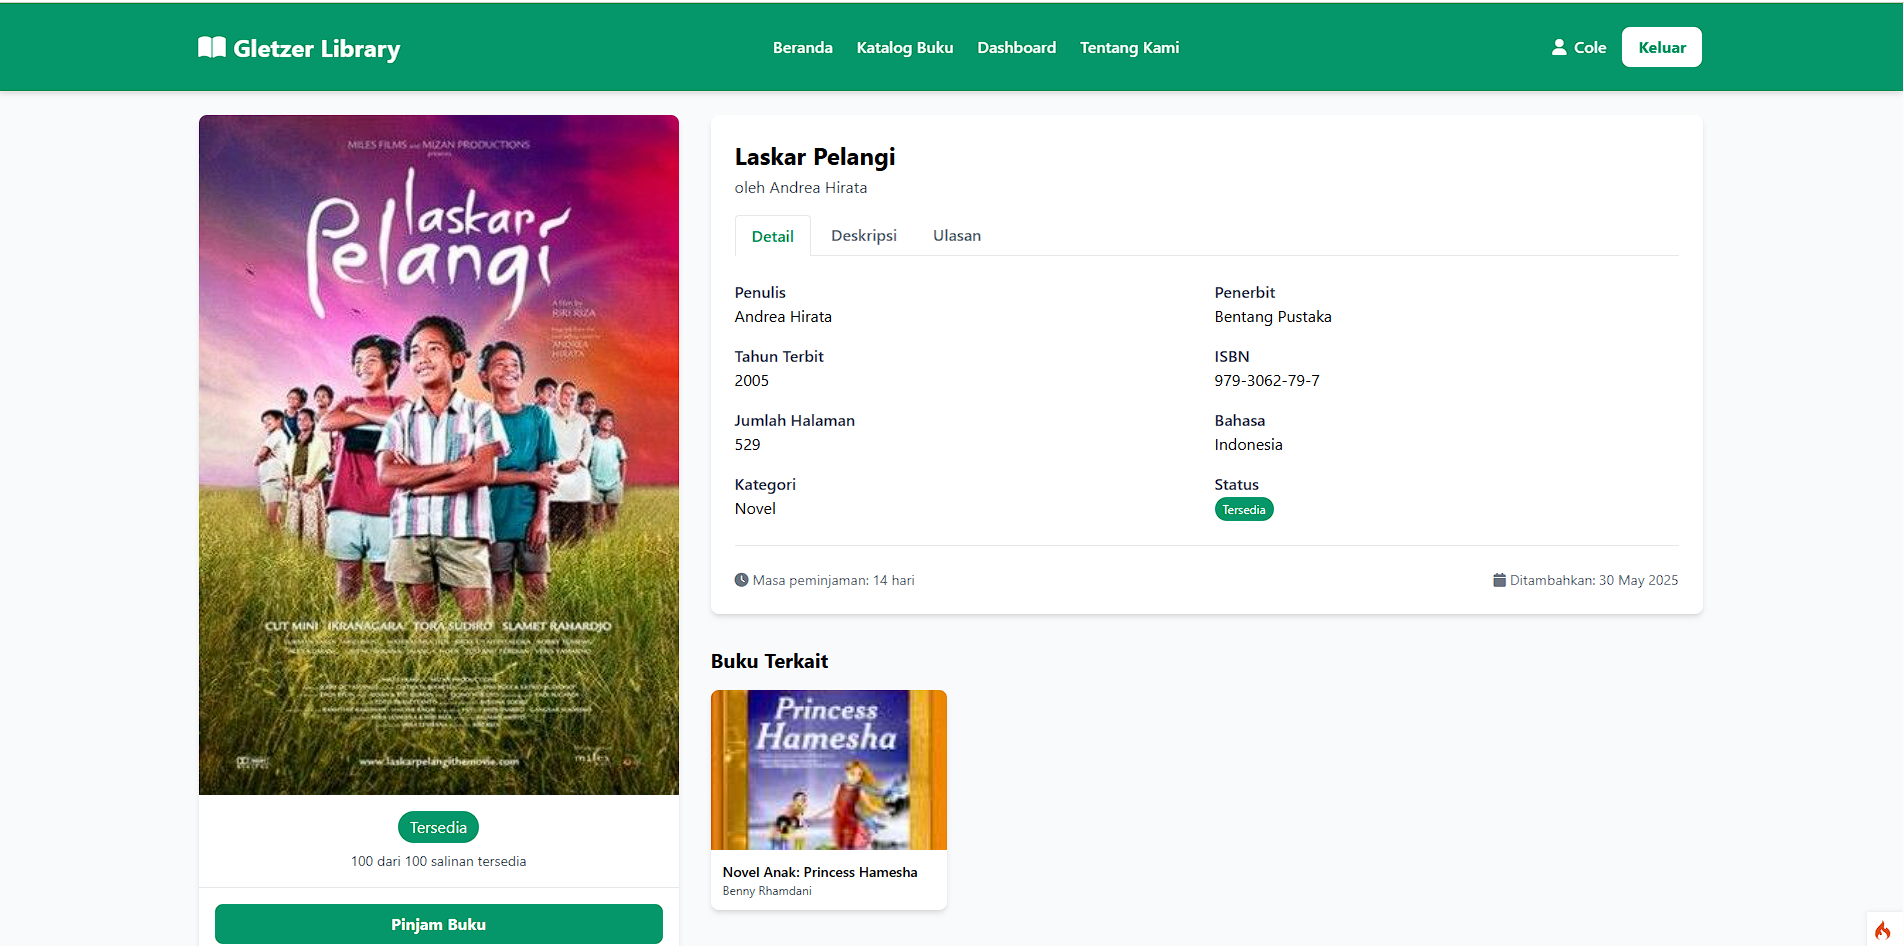 Gletzer Library
Beranda
Katalog Buku
Dashboard
Tentang Kami
Cole
Keluar
MILES FILMS and MIZAN PRODUCTIONS
laskar
Pelangi
A film by
RIRI RIZA
ANDREA
HIRATA
CUT MINI IKRANAGARA TORA SUDIRO SLAMET RAHARDJO
www.laskarpelangithemovie.com
miles
Tersedia
100 dari 100 salinan tersedia
Pinjam Buku
Laskar Pelangi
oleh Andrea Hirata
Detail
Deskripsi
Ulasan
Penulis
Andrea Hirata
Penerbit
Bentang Pustaka
Tahun Terbit
2005
ISBN
979-3062-79-7
Jumlah Halaman
529
Bahasa
Indonesia
Kategori
Novel
Status
Tersedia
Masa peminjaman: 14 hari
Ditambahkan: 30 May 2025
Buku Terkait
Princess
Hamesha
Novel Anak: Princess Hamesha
Benny Rhamdani